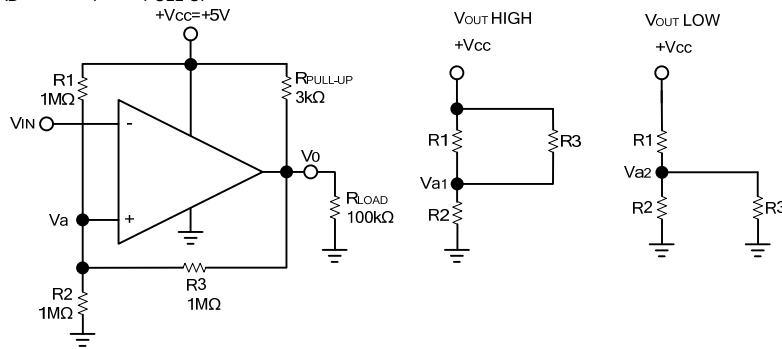 +VCC=+5V
R1
1MΩ
RPULL-UP
3kΩ
VIN
-
VO
RLOAD
100kΩ
Va
+
R3
1MΩ
R2
1MΩ
VOUT HIGH
+VCC
R1
R3
Va1
R2
VOUT LOW
+VCC
R1
Va2
R2
R3